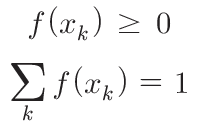 f(x_k) ≥ 0
∑_k f(x_k) = 1